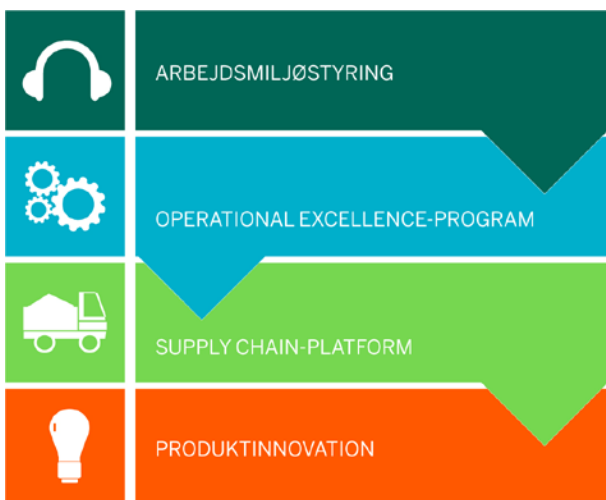 ARBEJDSMILJØSTYRING
OPERATIONAL EXCELLENCE-PROGRAM
SUPPLY CHAIN-PLATFORM
PRODUKTINNOVATION